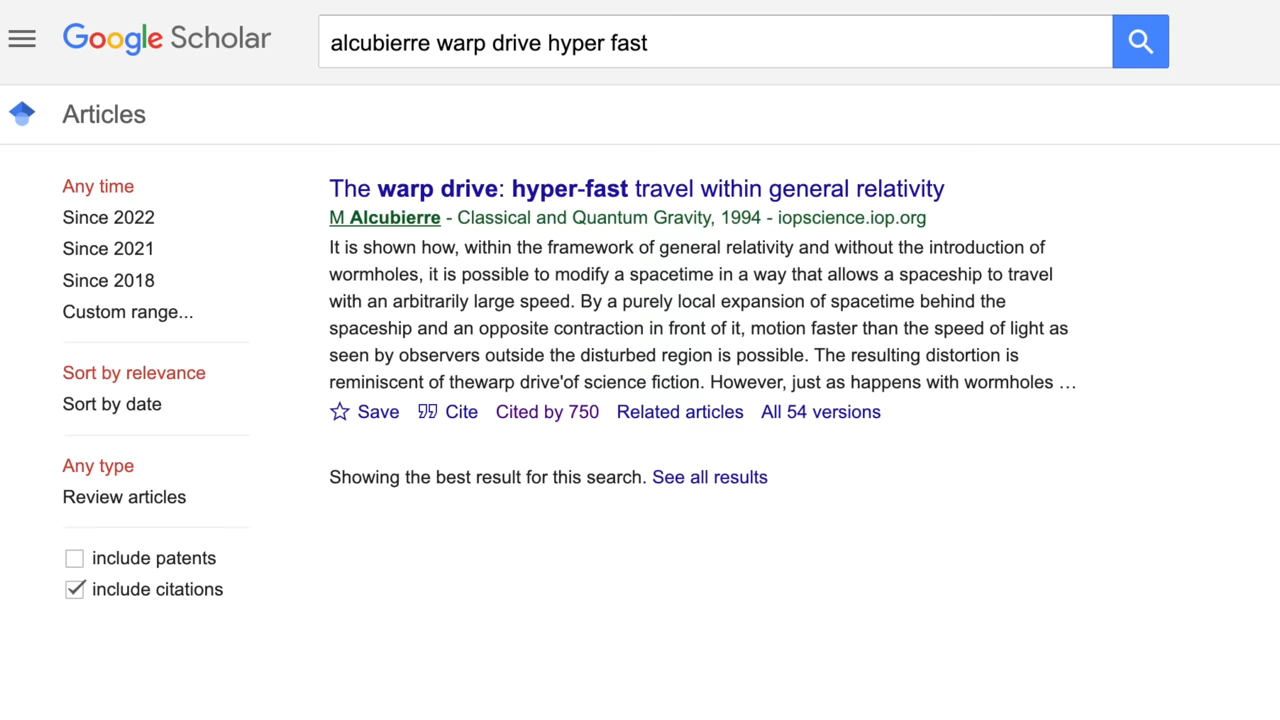 Google Scholar
alcubierre warp drive hyper fast
Articles
Any time
Since 2022
Since 2021
Since 2018
Custom range...
Sort by relevance
Sort by date
Any type
Review articles
include patents
include citations
The warp drive: hyper-fast travel within general relativity
M Alcubierre - Classical and Quantum Gravity, 1994 - iopscience.iop.org
It is shown how, within the framework of general relativity and without the introduction of
wormholes, it is possible to modify a spacetime in a way that allows a spaceship to travel
with an arbitrarily large speed. By a purely local expansion of spacetime behind the
spaceship and an opposite contraction in front of it, motion faster than the speed of light as
seen by observers outside the disturbed region is possible. The resulting distortion is
reminiscent of thewarp drive'of science fiction. However, just as happens with wormholes …
Save Cite Cited by 750 Related articles All 54 versions
Showing the best result for this search. See all results